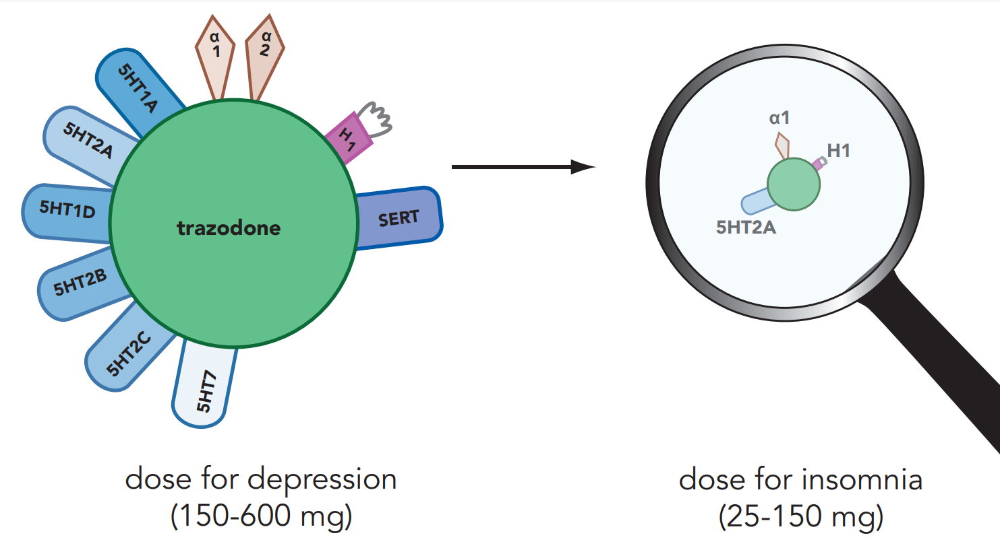 α
1
α
2
5HT1A
5HT2A
5HT1D
5HT2B
5HT2C
5HT7
H
1
SERT
trazodone
dose for depression
(150-600 mg)
α1
H1
5HT2A
dose for insomnia
(25-150 mg)